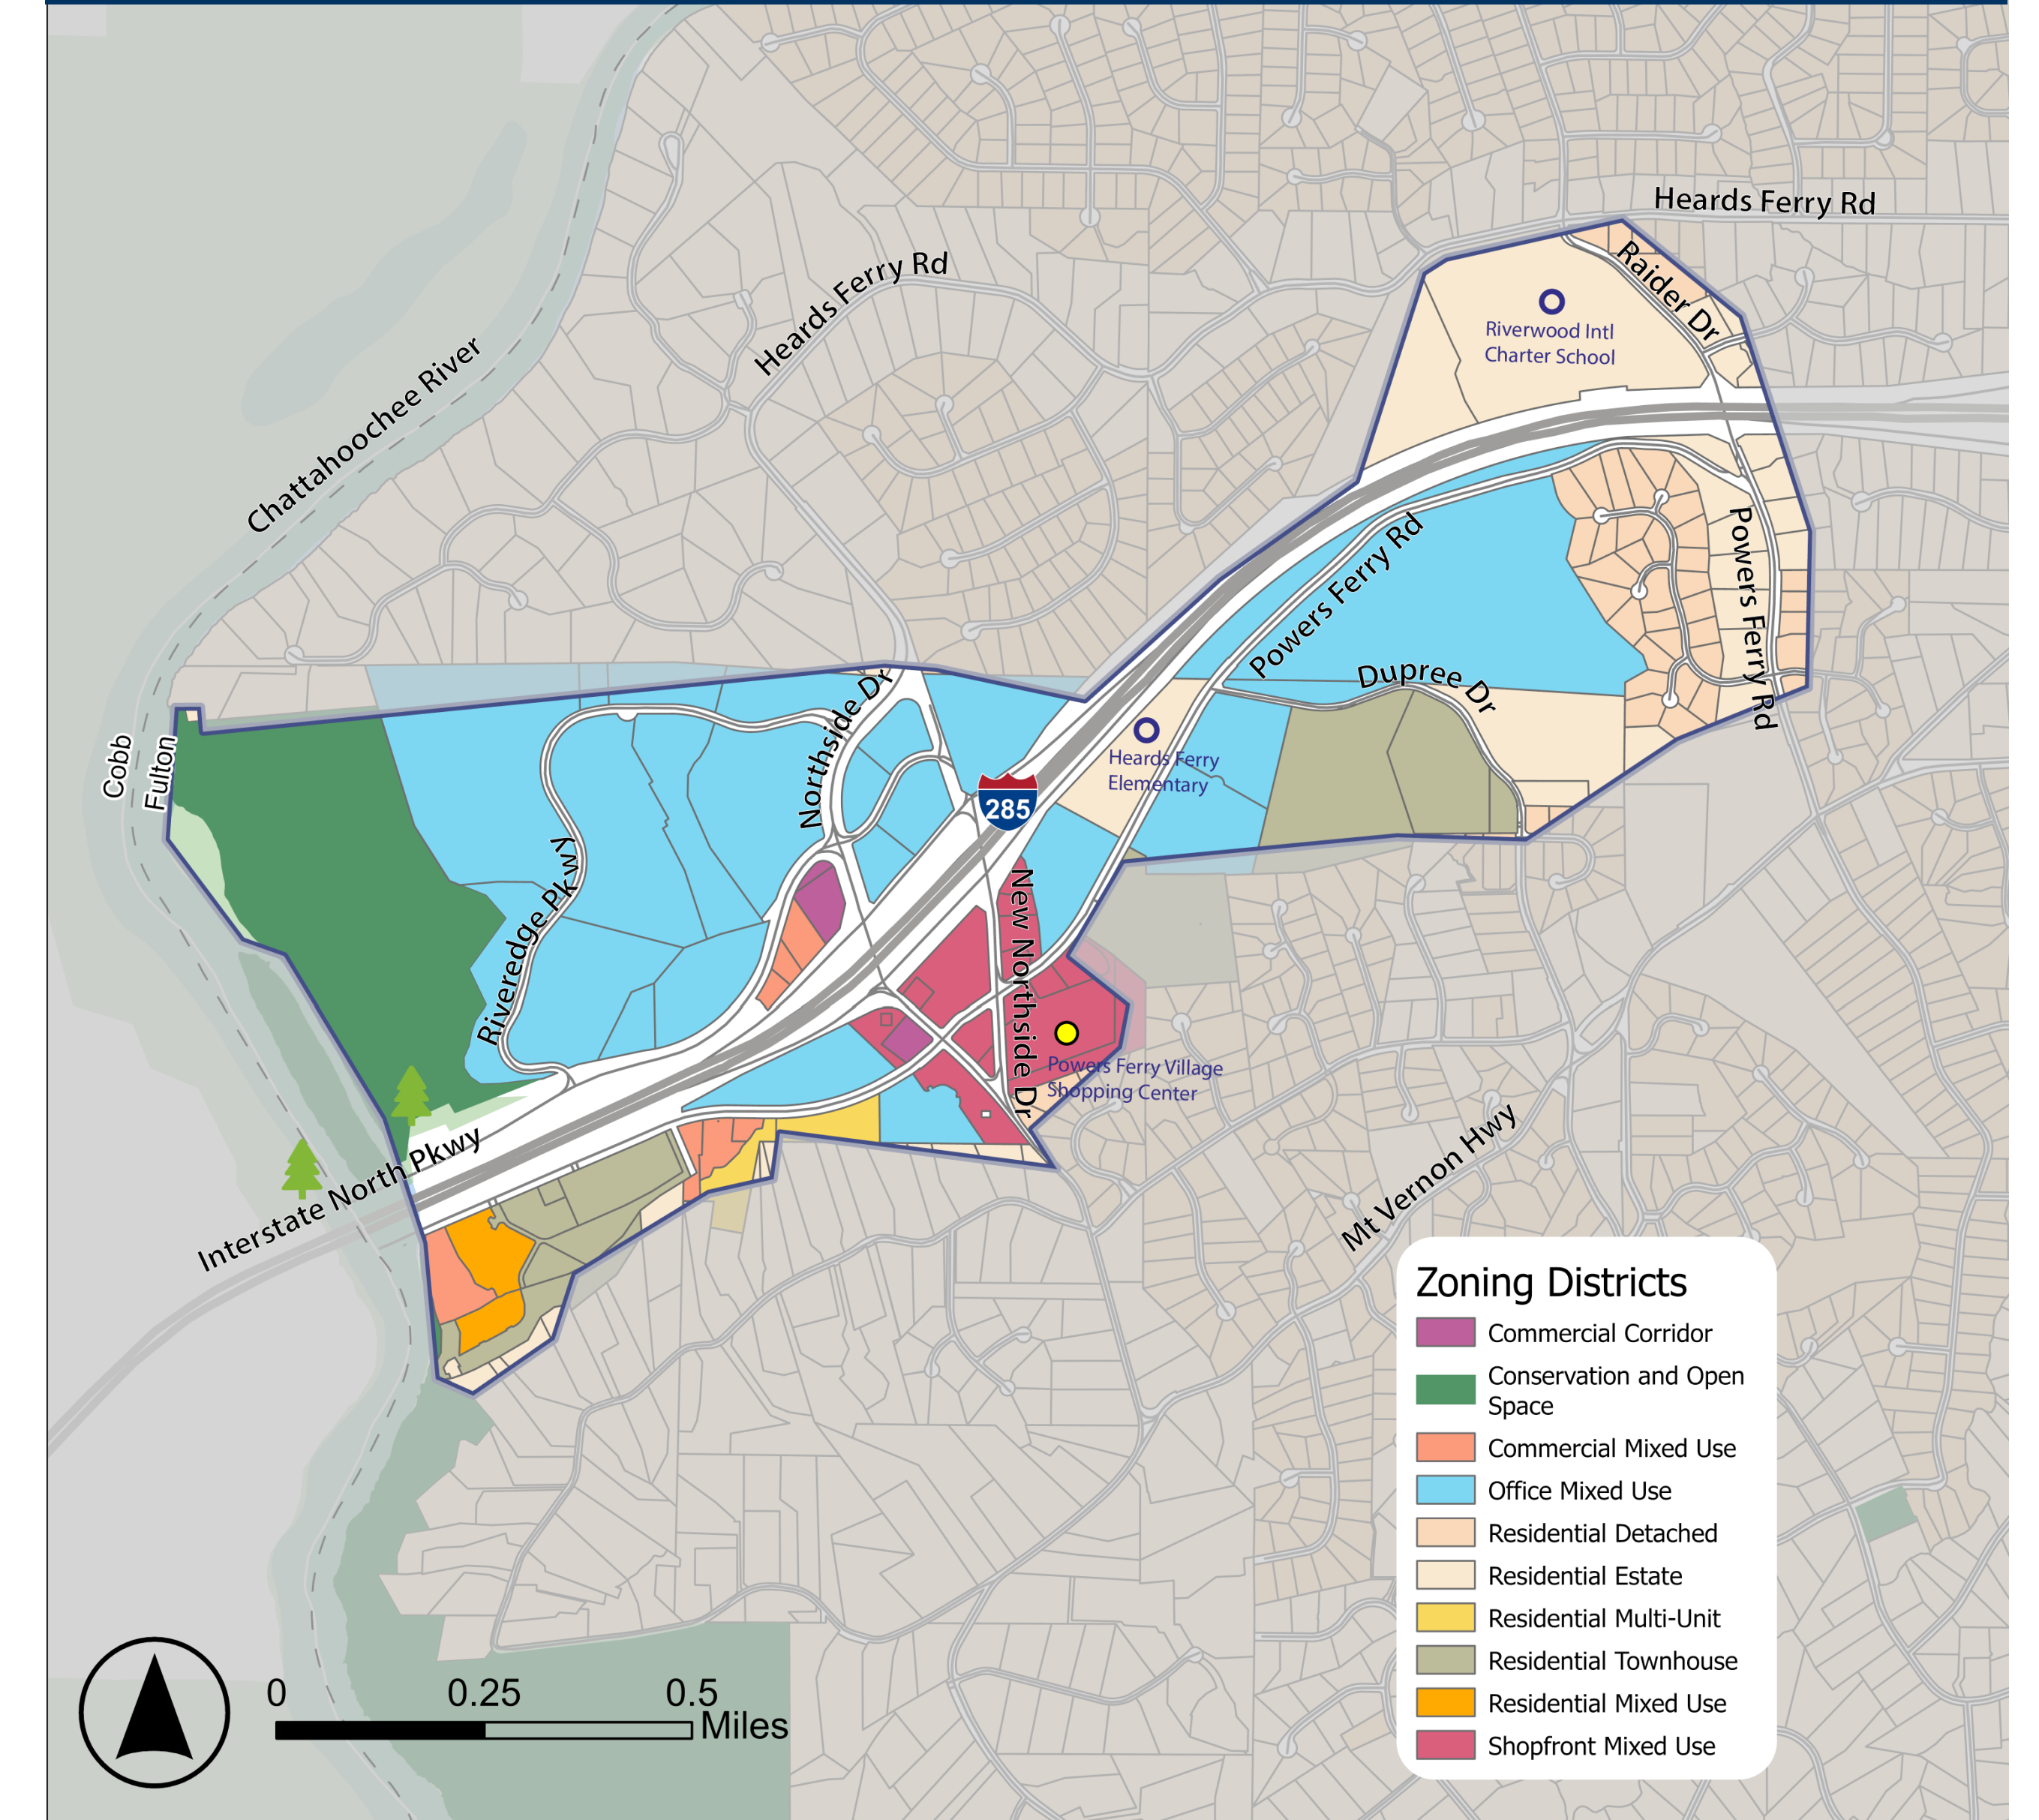 Heards Ferry Rd
Raider Dr
Riverwood Intl
Charter School
Heards Ferry Rd
Chattahoochee River
Powers Ferry Rd
Powers Ferry Rd
Dupree Dr
Northside Dr
Cobb
Fulton
Heards Ferry
Elementary
285
Riveredge Pkwy
New Northside Dr
Powers Ferry Village
Shopping Center
Interstate North Pkwy
Mt Vernon Hwy
Zoning Districts
Commercial Corridor
Conservation and Open
Space
Commercial Mixed Use
Office Mixed Use
Residential Detached
Residential Estate
Residential Multi-Unit
Residential Townhouse
Residential Mixed Use
Shopfront Mixed Use
0 0.25 0.5
Miles